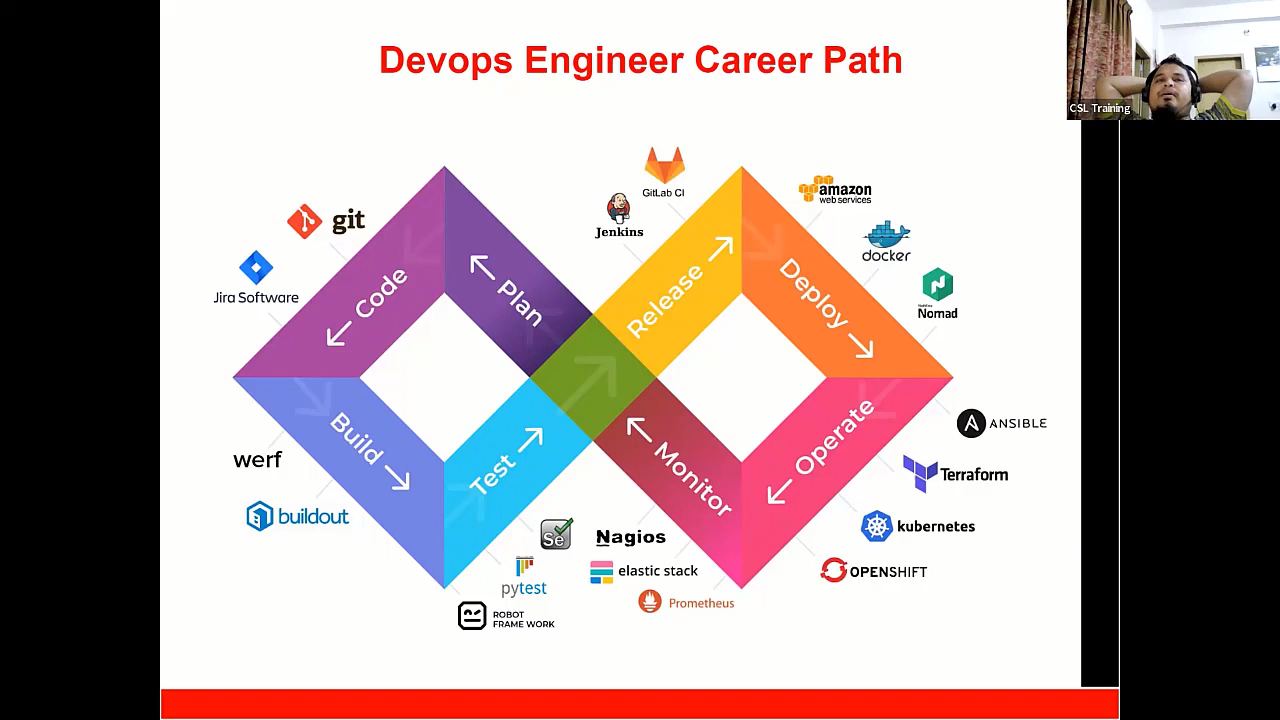 Devops Engineer Career Path
CSL Training
GitLab CI
Jenkins
git
Jira Software
amazon
web services
docker
Nomad
Code
Plan
Release
Deploy
Build
Test
Monitor
Operate
ANSIBLE
Terraform
kubernetes
OPENSHIFT
werf
buildout
Se
Nagios
elastic stack
Prometheus
pytest
ROBOT
FRAME WORK